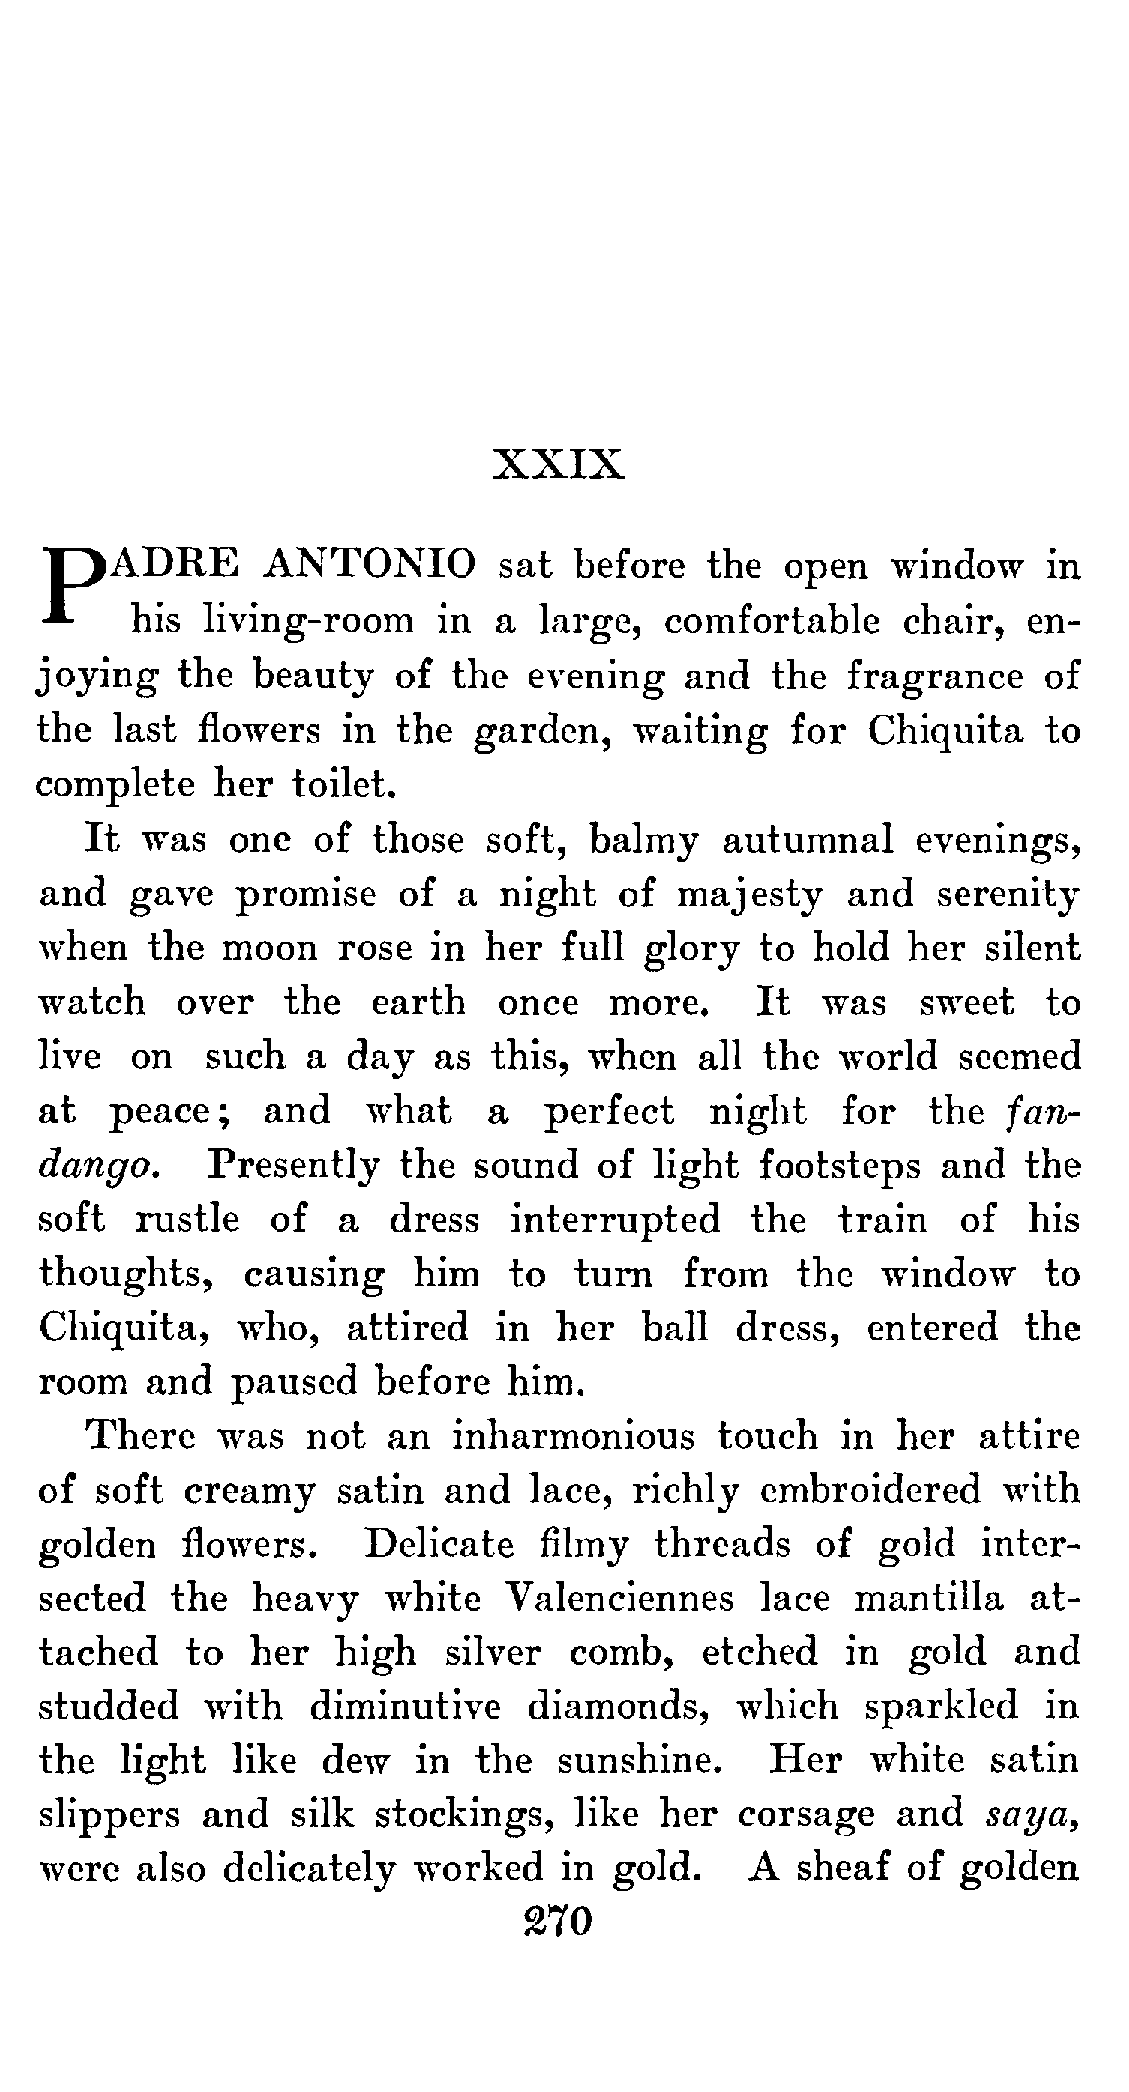 XXIX
PADRE ANTONIO sat before the open window in
his living-room in a large, comfortable chair, en-
joying the beauty of the evening and the fragrance of
the last flowers in the garden, waiting for Chiquita to
complete her toilet.
It was one of those soft, balmy autumnal evenings,
and gave promise of a night of majesty and serenity
when the moon rose in her full glory to hold her silent
watch over the earth once more. It was sweet to
live on such a day as this, when all the world seemed
at peace; and what a perfect night for the fan-
dango. Presently the sound of light footsteps and the
soft rustle of a dress interrupted the train of his
thoughts, causing him to turn from the window to
Chiquita, who, attired in her ball dress, entered the
room and paused before him.
There was not an inharmonious touch in her attire
of soft creamy satin and lace, richly embroidered with
golden flowers. Delicate filmy threads of gold inter-
sected the heavy white Valenciennes lace mantilla at-
tached to her high silver comb, etched in gold and
studded with diminutive diamonds, which sparkled in
the light like dew in the sunshine. Her white satin
slippers and silk stockings, like her corsage and saya,
were also delicately worked in gold. A sheaf of golden
270